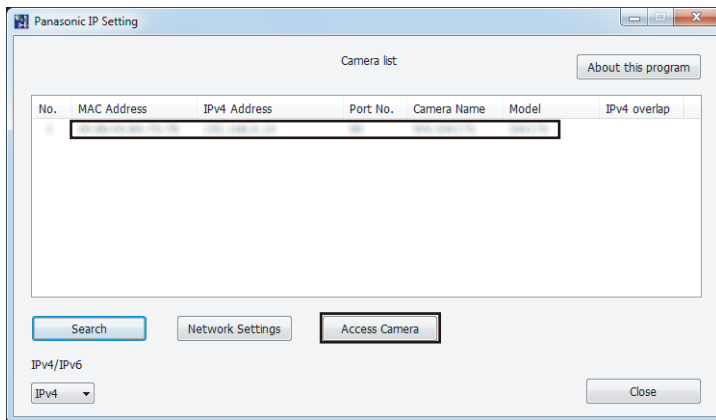 Panasonic IP Setting
Camera list
About this program
No. MAC Address IPv4 Address Port No. Camera Name Model IPv4 overlap
Search Network Settings Access Camera
IPv4/IPv6
IPv4
Close